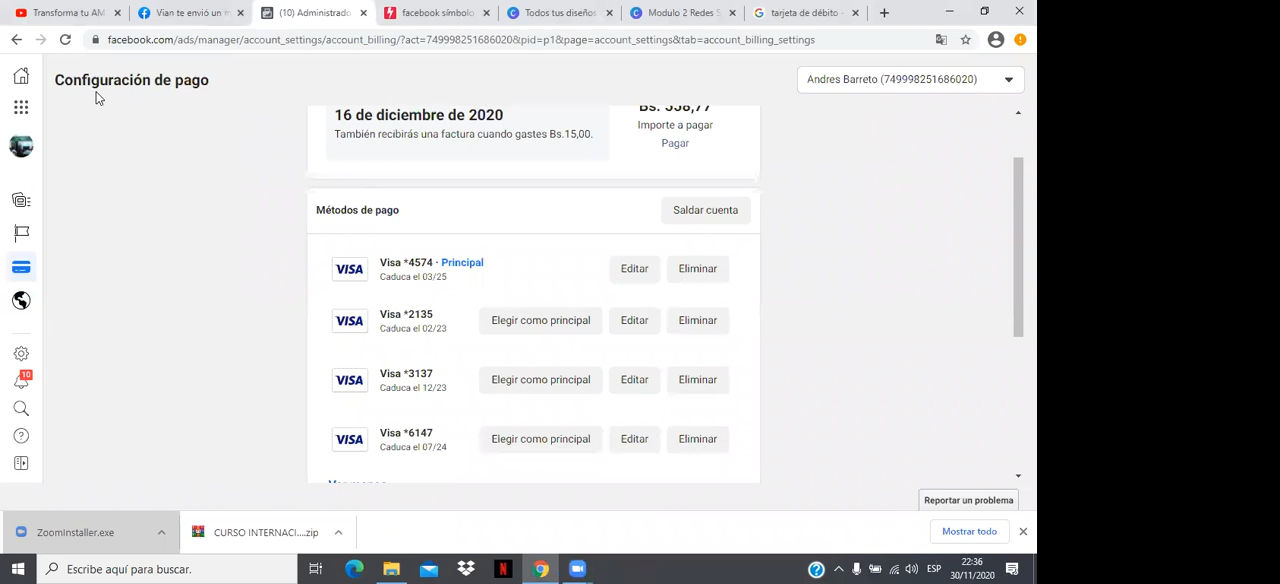 Transforma tu AM
Vian te envió un m
(10) Administrado
facebook símbolo
Todos tus diseños
Modulo 2 Redes S
tarjeta de débito -
facebook.com/ads/manager/account_settings/account_billing/?act=749998251686020&pid=p1&page=account_settings&tab=account_billing_settings
Configuración de pago
Andres Barreto (749998251686020)
16 de diciembre de 2020
También recibirás una factura cuando gastes Bs.15,00.
Bs. 558,77
Importe a pagar
Pagar
Métodos de pago
Saldar cuenta
VISA
Visa *4574 · Principal
Caduca el 03/25
Editar
Eliminar
VISA
Visa *2135
Caduca el 02/23
Elegir como principal
Editar
Eliminar
VISA
Visa *3137
Caduca el 12/23
Elegir como principal
Editar
Eliminar
VISA
Visa *6147
Caduca el 07/24
Elegir como principal
Editar
Eliminar
10
Reportar un problema
ZoomInstaller.exe
CURSO INTERNACI....zip
Mostrar todo
Escribe aquí para buscar.
N
ESP
22:36
30/11/2020